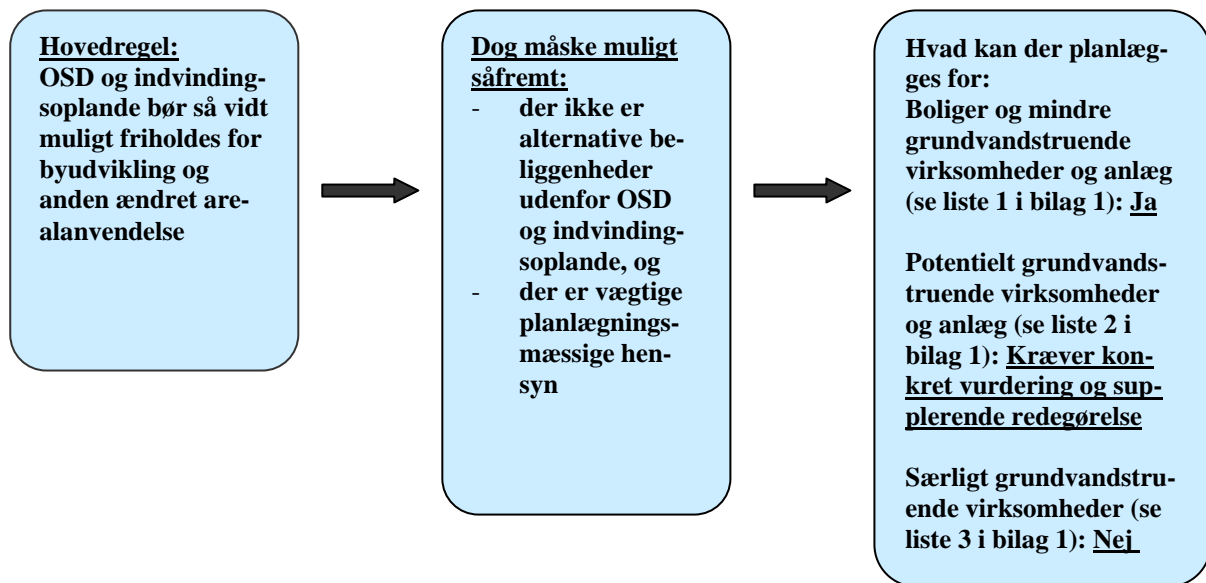 Hovedregel:
OSD og indvinding-
soplande bør så vidt
muligt friholdes for
byudvikling og
anden ændret are-
alanvendelse
Dog måske muligt
såfremt:
- der ikke er
alternative be-
liggenheder
udenfor OSD
og indvinding-
soplande, og
- der er vægtige
planlægnings-
mæssige hen-
syn
Hvad kan der planlæg-
ges for:
Boliger og mindre
grundvandstruende
virksomheder og anlæg
(se liste 1 i bilag 1): Ja
Potentielt grundvands-
truende virksomheder
og anlæg (se liste 2 i
bilag 1): Kræver kon-
kret vurdering og sup-
plerende redegørelse
Særligt grundvandstru-
ende virksomheder (se
liste 3 i bilag 1): Nej